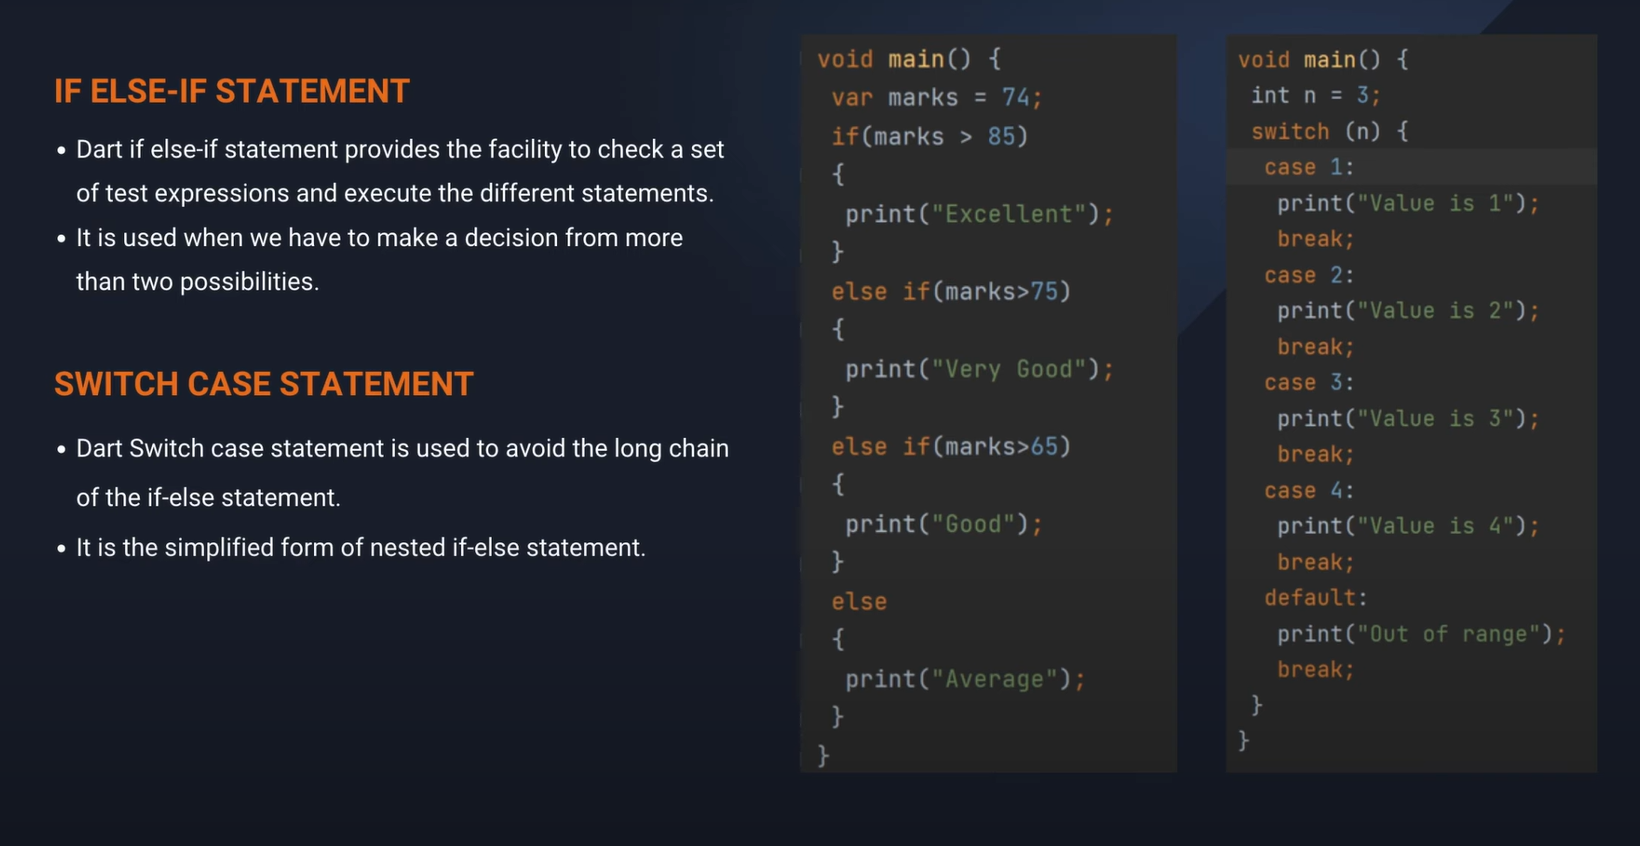 IF ELSE-IF STATEMENT
• Dart if else-if statement provides the facility to check a set
of test expressions and execute the different statements.
• It is used when we have to make a decision from more
than two possibilities.
SWITCH CASE STATEMENT
• Dart Switch case statement is used to avoid the long chain
of the if-else statement.
• It is the simplified form of nested if-else statement.
void main() {
var marks = 74;
if(marks > 85)
{
print("Excellent");
}
else if(marks>75)
{
print("Very Good");
}
else if(marks>65)
{
print("Good");
}
else
{
print("Average");
}
}
void main() {
int n = 3;
switch (n) {
case 1:
print("Value is 1");
break;
case 2:
print("Value is 2");
break;
case 3:
print("Value is 3");
break;
case 4:
print("Value is 4");
break;
default:
print("Out of range");
break;
}
}